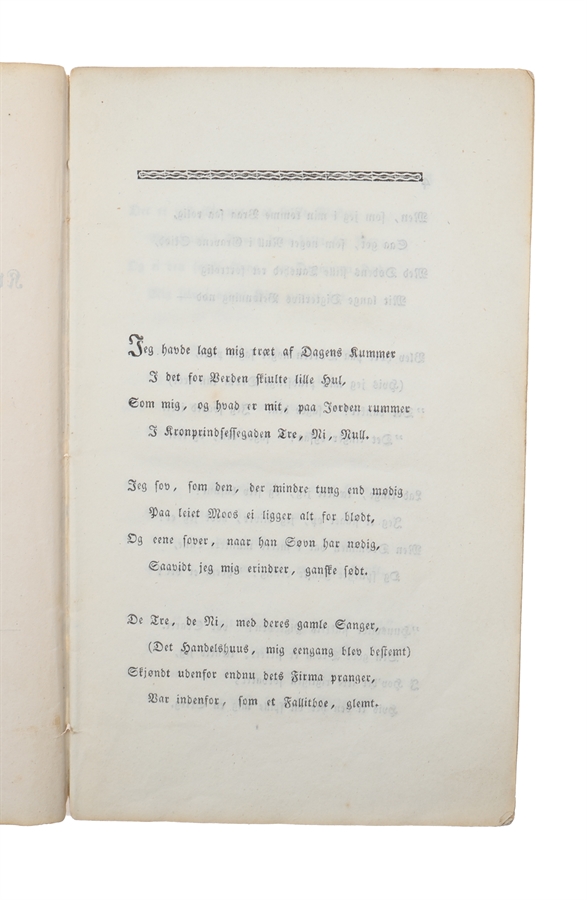 Jeg havde lagt mig træt af Dagens Kummer
I det for Verden skiulte lille Hul,
Som mig, og hvad er mit, paa Jorden rummer
I Kronprindsessegaden Tre, Ni, Null.
Jeg sov, som den, der mindre tung end mødig
Paa leiet Moos ei ligger alt for blødt,
Og eene sover, naar han Søvn har nødig,
Saavidt jeg mig erindrer, ganske sødt.
De Tre, de Ni, med deres gamle Sanger,
(Det Handelshuus, mig eengang blev bestemt)
Skjøndt udenfor endnu dets Firma pranger,
Var indenfor, som et Fallitboe, glemt.